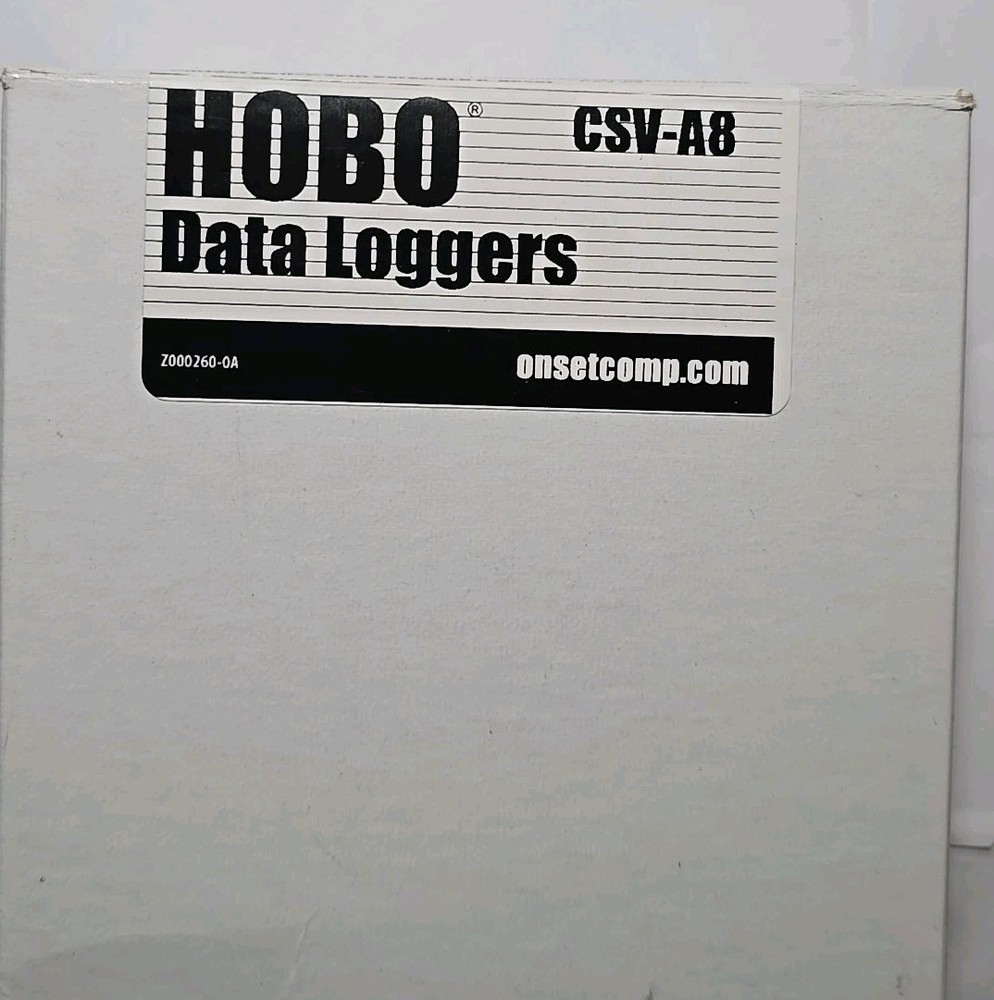 HOBO® CSV-A8
Data Loggers
Z000260-0A onsetcomp.com